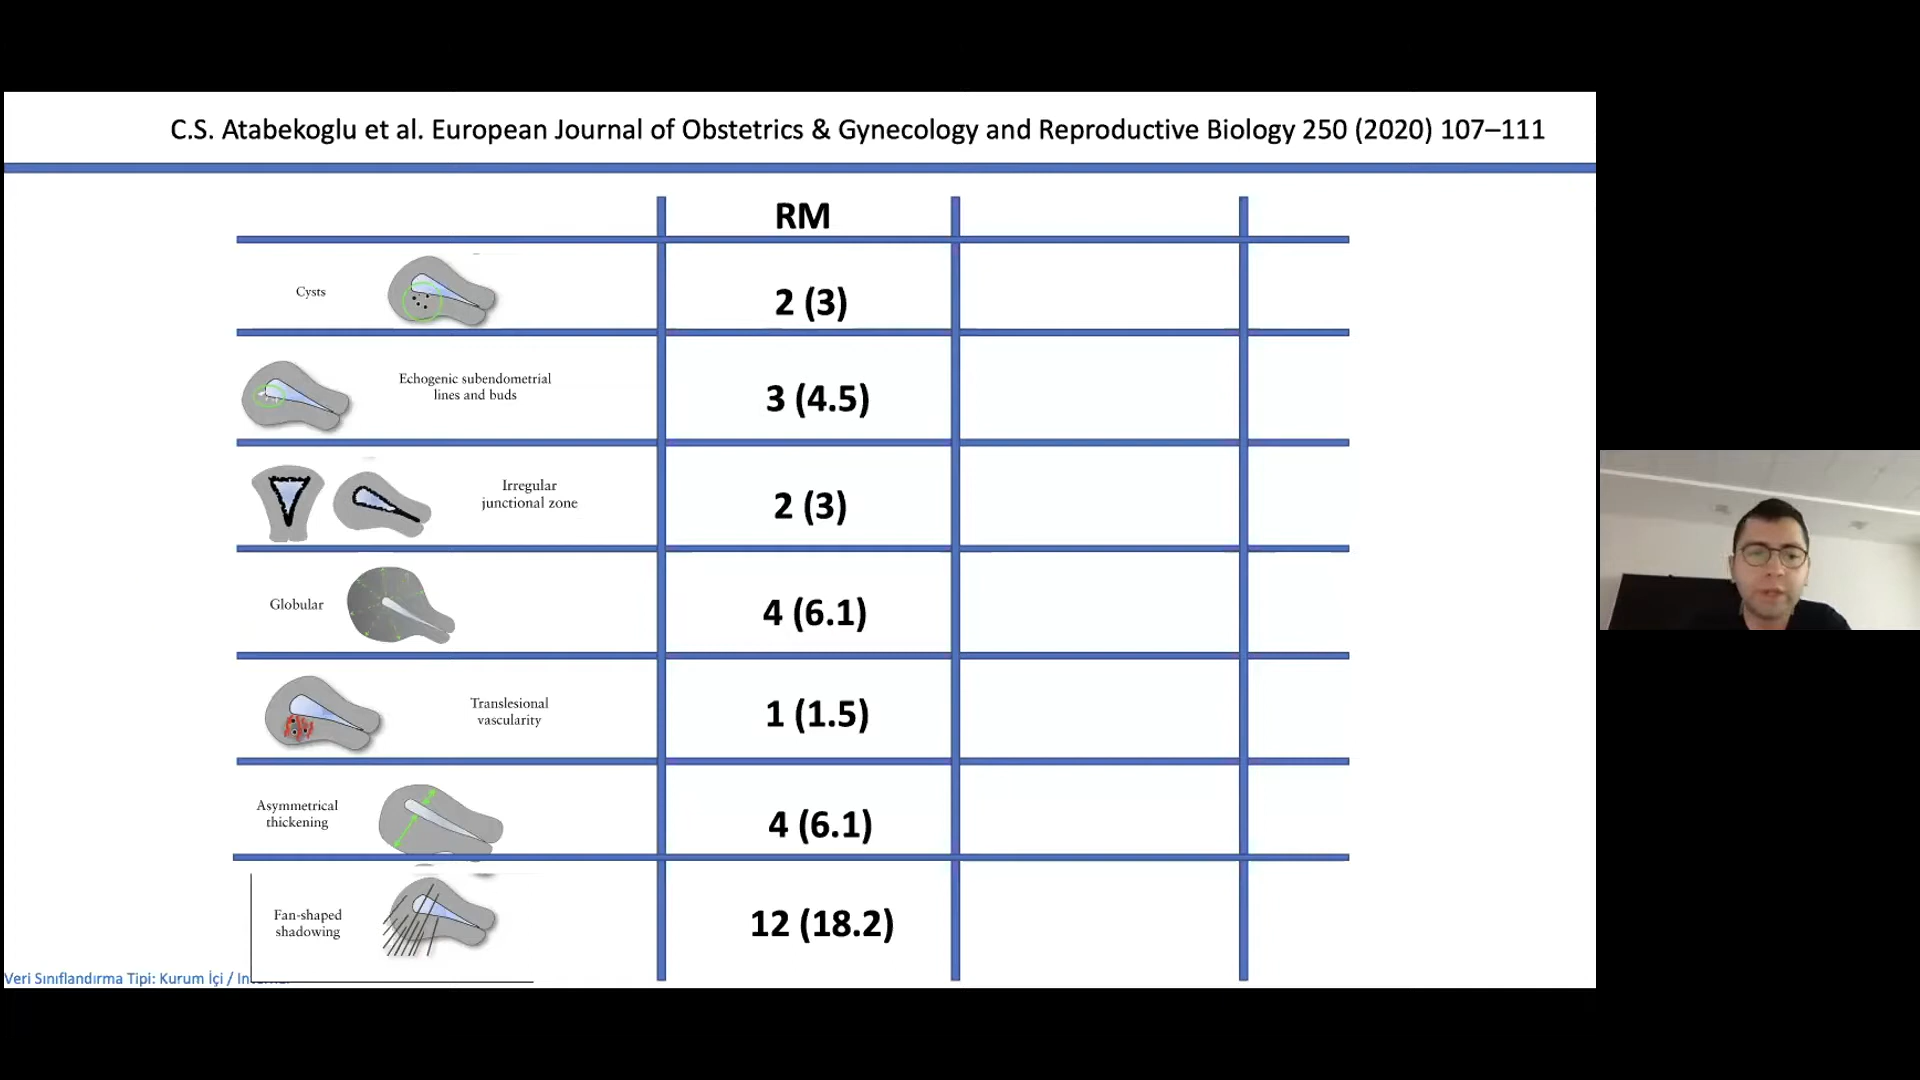 C.S. Atabekoglu et al. European Journal of Obstetrics & Gynecology and Reproductive Biology 250 (2020) 107–111
RM
Cysts
2 (3)
Echogenic subendometrial
lines and buds
3 (4.5)
Irregular
junctional zone
2 (3)
Globular
4 (6.1)
Translesional
vascularity
1 (1.5)
Asymmetrical
thickening
4 (6.1)
Fan-shaped
shadowing
12 (18.2)
Veri Sınıflandırma Tipi: Kurum İçi /